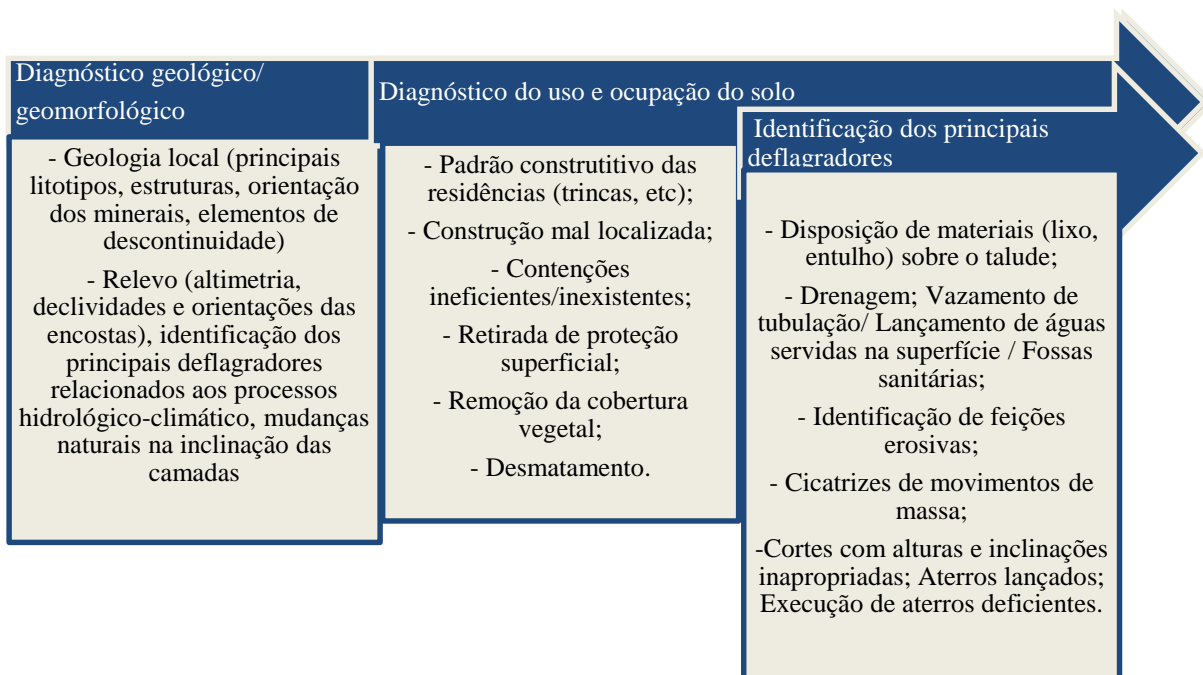 Diagnóstico geológico/
geomorfológico
- Geologia local (principais
litotipos, estruturas, orientação
dos minerais, elementos de
descontinuidade)
- Relevo (altimetria,
declividades e orientações das
encostas), identificação dos
principais deflagradores
relacionados aos processos
hidrológico-climático, mudanças
naturais na inclinação das
camadas
Diagnóstico do uso e ocupação do solo
- Padrão construtitivo das
residências (trincas, etc);
- Construção mal localizada;
- Contenções
ineficientes/inexistentes;
- Retirada de proteção
superficial;
- Remoção da cobertura
vegetal;
- Desmatamento.
Identificação dos principais
deflagradores
- Disposição de materiais (lixo,
entulho) sobre o talude;
- Drenagem; Vazamento de
tubulação/ Lançamento de águas
servidas na superfície / Fossas
sanitárias;
- Identificação de feições
erosivas;
- Cicatrizes de movimentos de
massa;
-Cortes com alturas e inclinações
inapropriadas; Aterros lançados;
Execução de aterros deficientes.